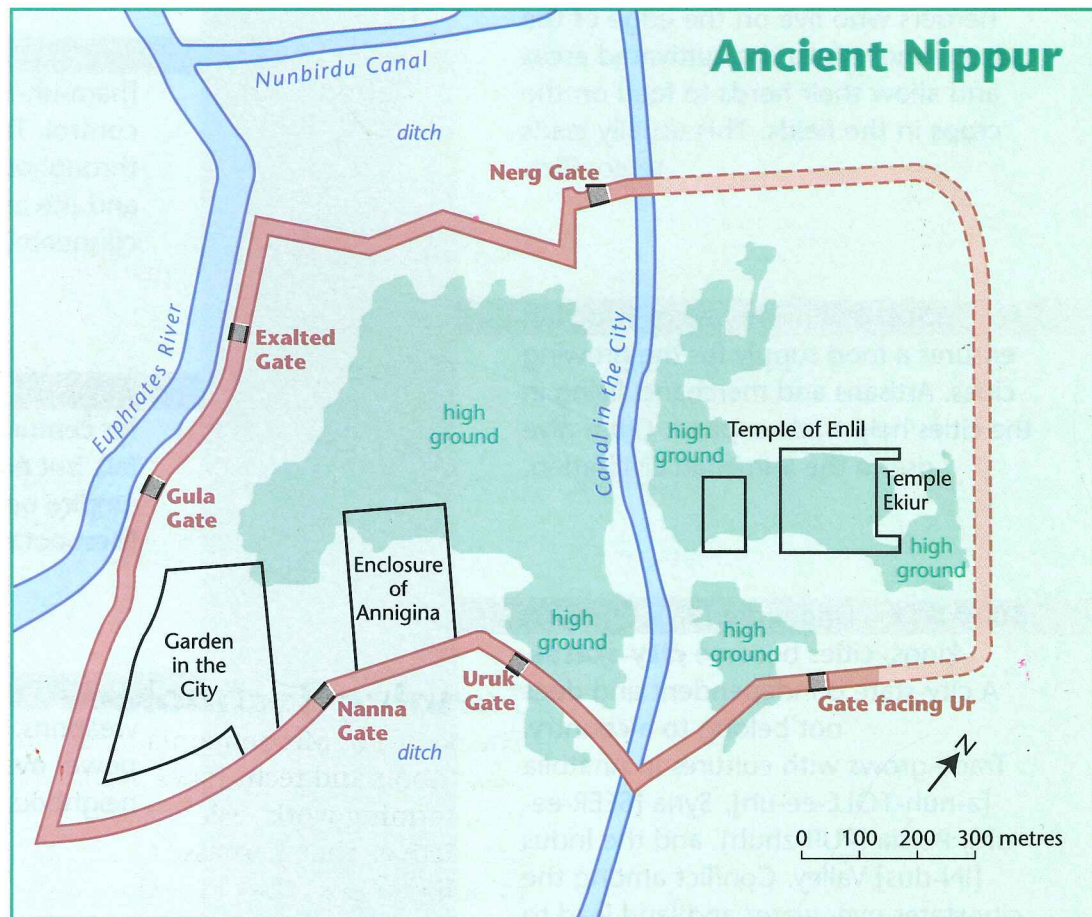 Ancient Nippur
Nunbirdu Canal
ditch
Nerg Gate
Exalted
Gate
Euphrates River
high
ground
Canal in the City
high
ground
Temple of Enlil
Temple
Ekiur
Gula
Gate
high
ground
Enclosure
of
Annigina
Garden
in the
City
high
ground
high
ground
Uruk
Gate
Nanna
Gate
Gate facing Ur
ditch
N
0 100 200 300 metres